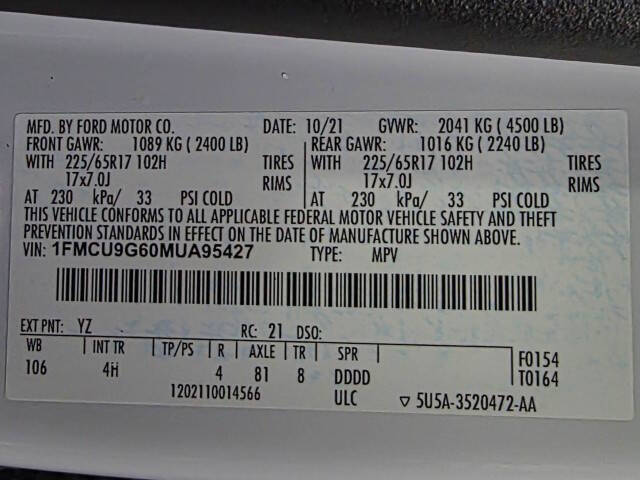 MFD. BY FORD MOTOR CO. DATE: 10/21 GVWR: 2041 KG ( 4500 LB)
FRONT GAWR: 1089 KG ( 2400 LB) REAR GAWR: 1016 KG ( 2240 LB)
WITH 225/65R17 102H TIRES WITH 225/65R17 102H TIRES
17x7.0J RIMS 17x7.0J RIMS
AT 230 kPa/ 33 PSI COLD AT 230 kPa/ 33 PSI COLD
THIS VEHICLE CONFORMS TO ALL APPLICABLE FEDERAL MOTOR VEHICLE SAFETY AND THEFT
PREVENTION STANDARDS IN EFFECT ON THE DATE OF MANUFACTURE SHOWN ABOVE.
VIN: 1FMCU9G60MUA95427 TYPE: MPV
EXT PNT: YZ RC: 21 DSO:
WB INT TR TP/PS R AXLE TR SPR F0154
106 4H 4 81 8 DDDD T0164
1202110014566 ULC ▽ 5U5A-3520472-AA